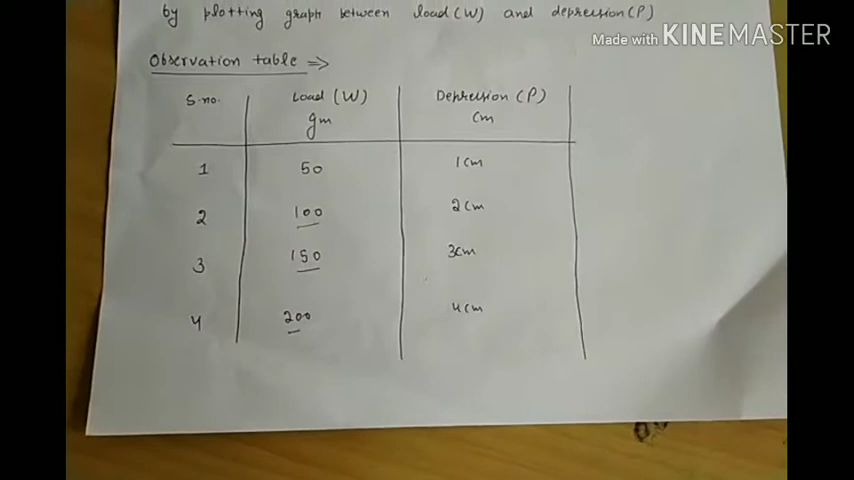 by plotting graph between load (W) and depression (P)
Made with KINEMASTER
Observation table ⇒
S.no. Load (W) Depression (P)
gm cm
1 50 1cm
2 100 2cm
3 150 3cm
4 200 4cm